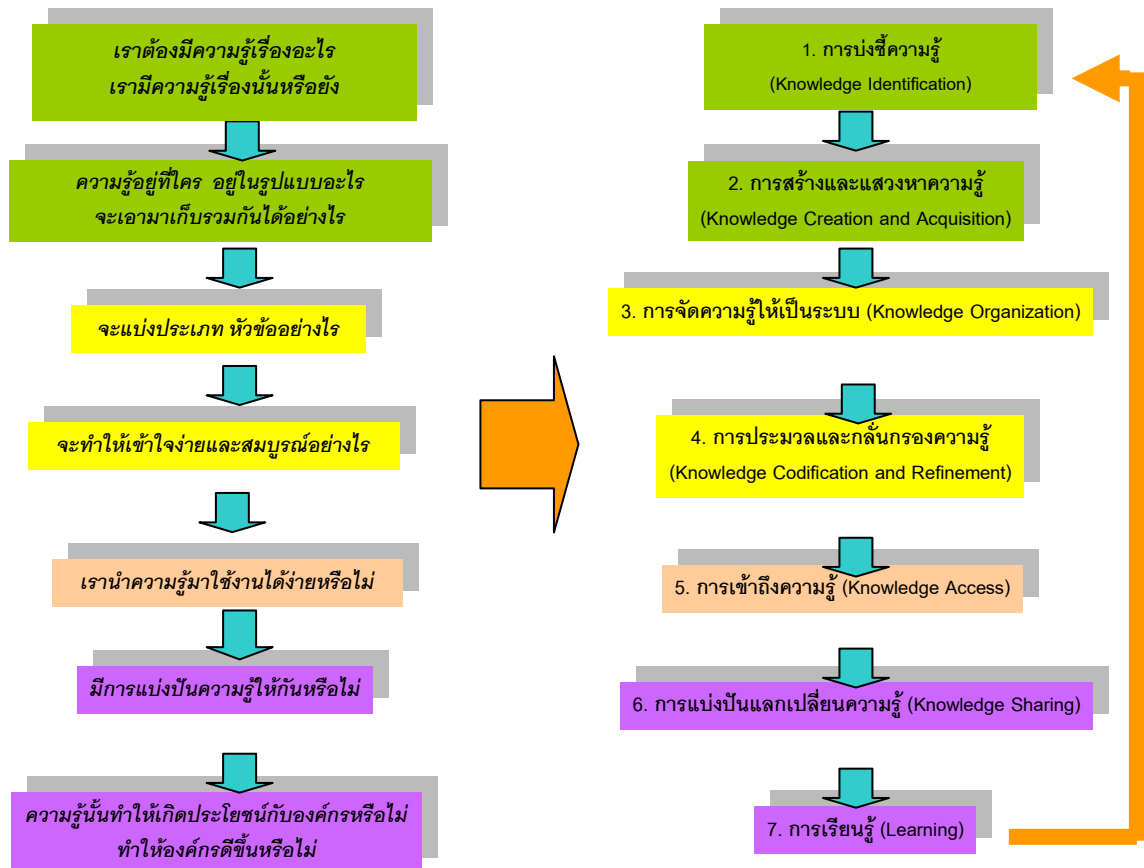 เราต้องมีความรู้เรื่องอะไร
เรามีความรู้เรื่องนั้นหรือยัง
ความรู้อยู่ที่ใคร อยู่ในรูปแบบอะไร
จะเอามาเก็บรวมกันได้อย่างไร
จะแบ่งประเภท หัวข้ออย่างไร
จะทำให้เข้าใจง่ายและสมบูรณ์อย่างไร
เรานำความรู้มาใช้งานได้ง่ายหรือไม่
มีการแบ่งปันความรู้ให้กันหรือไม่
ความรู้นั้นทำให้เกิดประโยชน์กับองค์กรหรือไม่
ทำให้องค์กรดีขึ้นหรือไม่
1. การบ่งชี้ความรู้
(Knowledge Identification)
2. การสร้างและแสวงหาความรู้
(Knowledge Creation and Acquisition)
3. การจัดความรู้ให้เป็นระบบ (Knowledge Organization)
4. การประมวลและกลั่นกรองความรู้
(Knowledge Codification and Refinement)
5. การเข้าถึงความรู้ (Knowledge Access)
6. การแบ่งปันแลกเปลี่ยนความรู้ (Knowledge Sharing)
7. การเรียนรู้ (Learning)